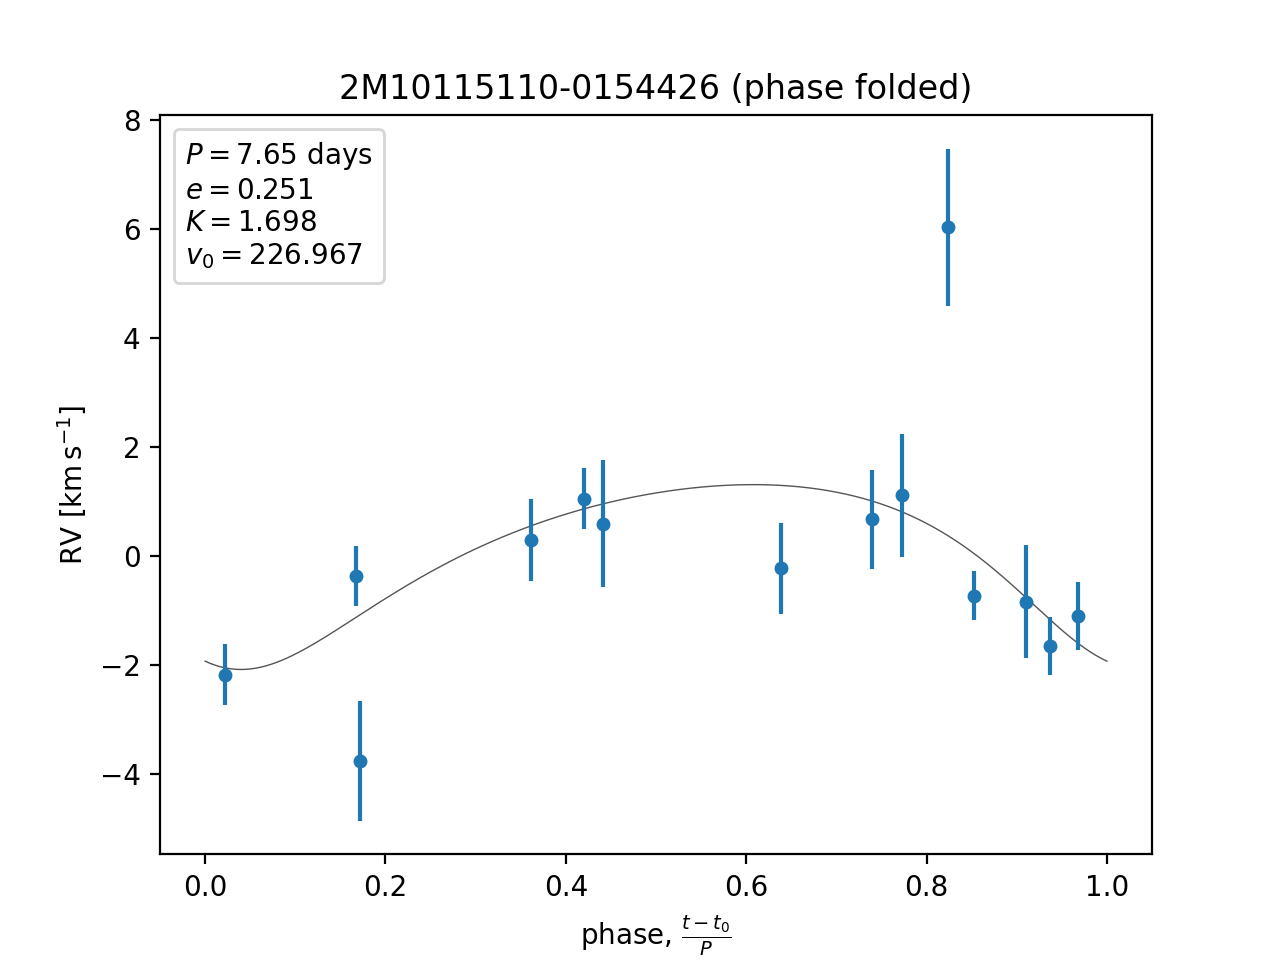 2M10115110-0154426 (phase folded)
P = 7.65 days
e = 0.251
K = 1.698
v₀ = 226.967
8
6
4
2
0
−2
−4
RV [km s⁻¹]
0.0 0.2 0.4 0.6 0.8 1.0
phase, (t − t₀)/P